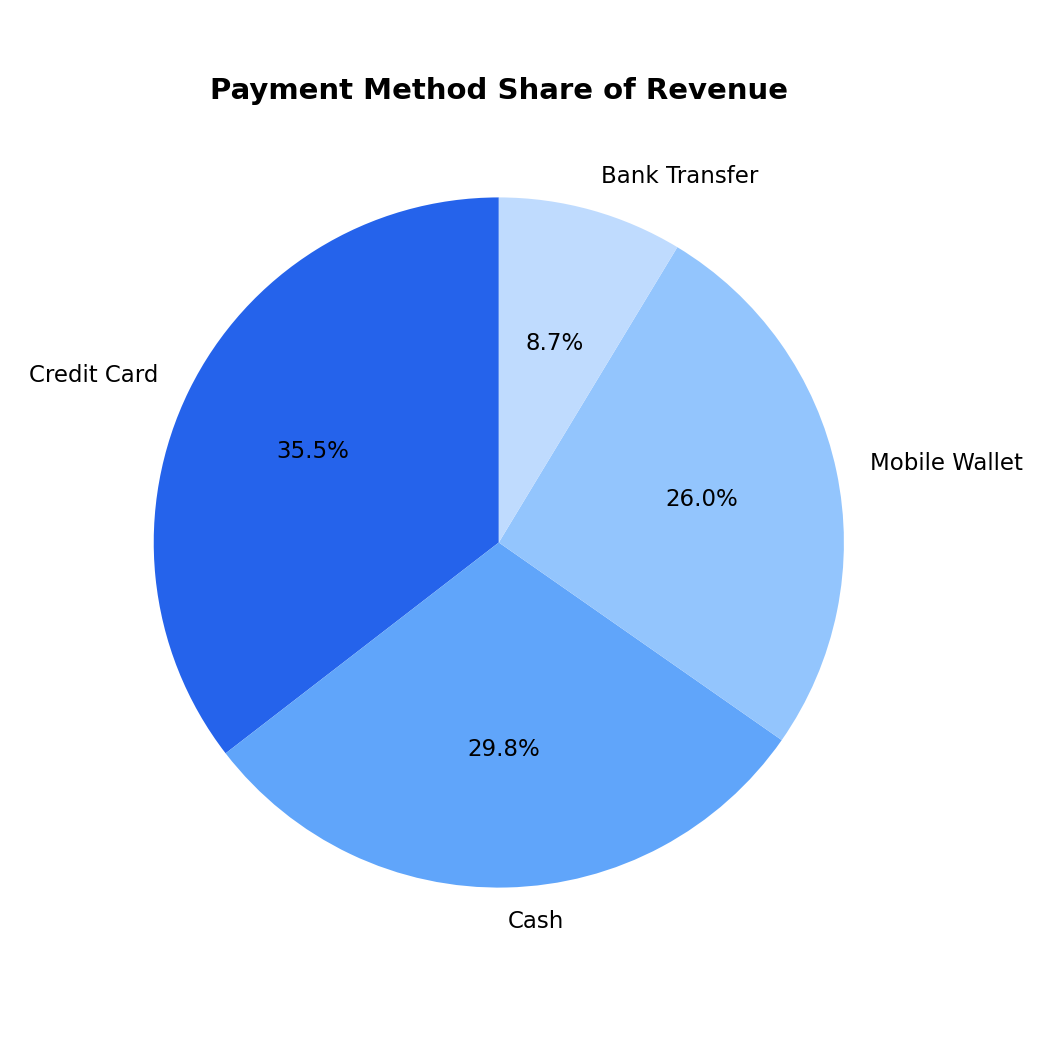 Payment Method Share of Revenue
Bank Transfer
8.7%
Credit Card
35.5%
Mobile Wallet
26.0%
29.8%
Cash